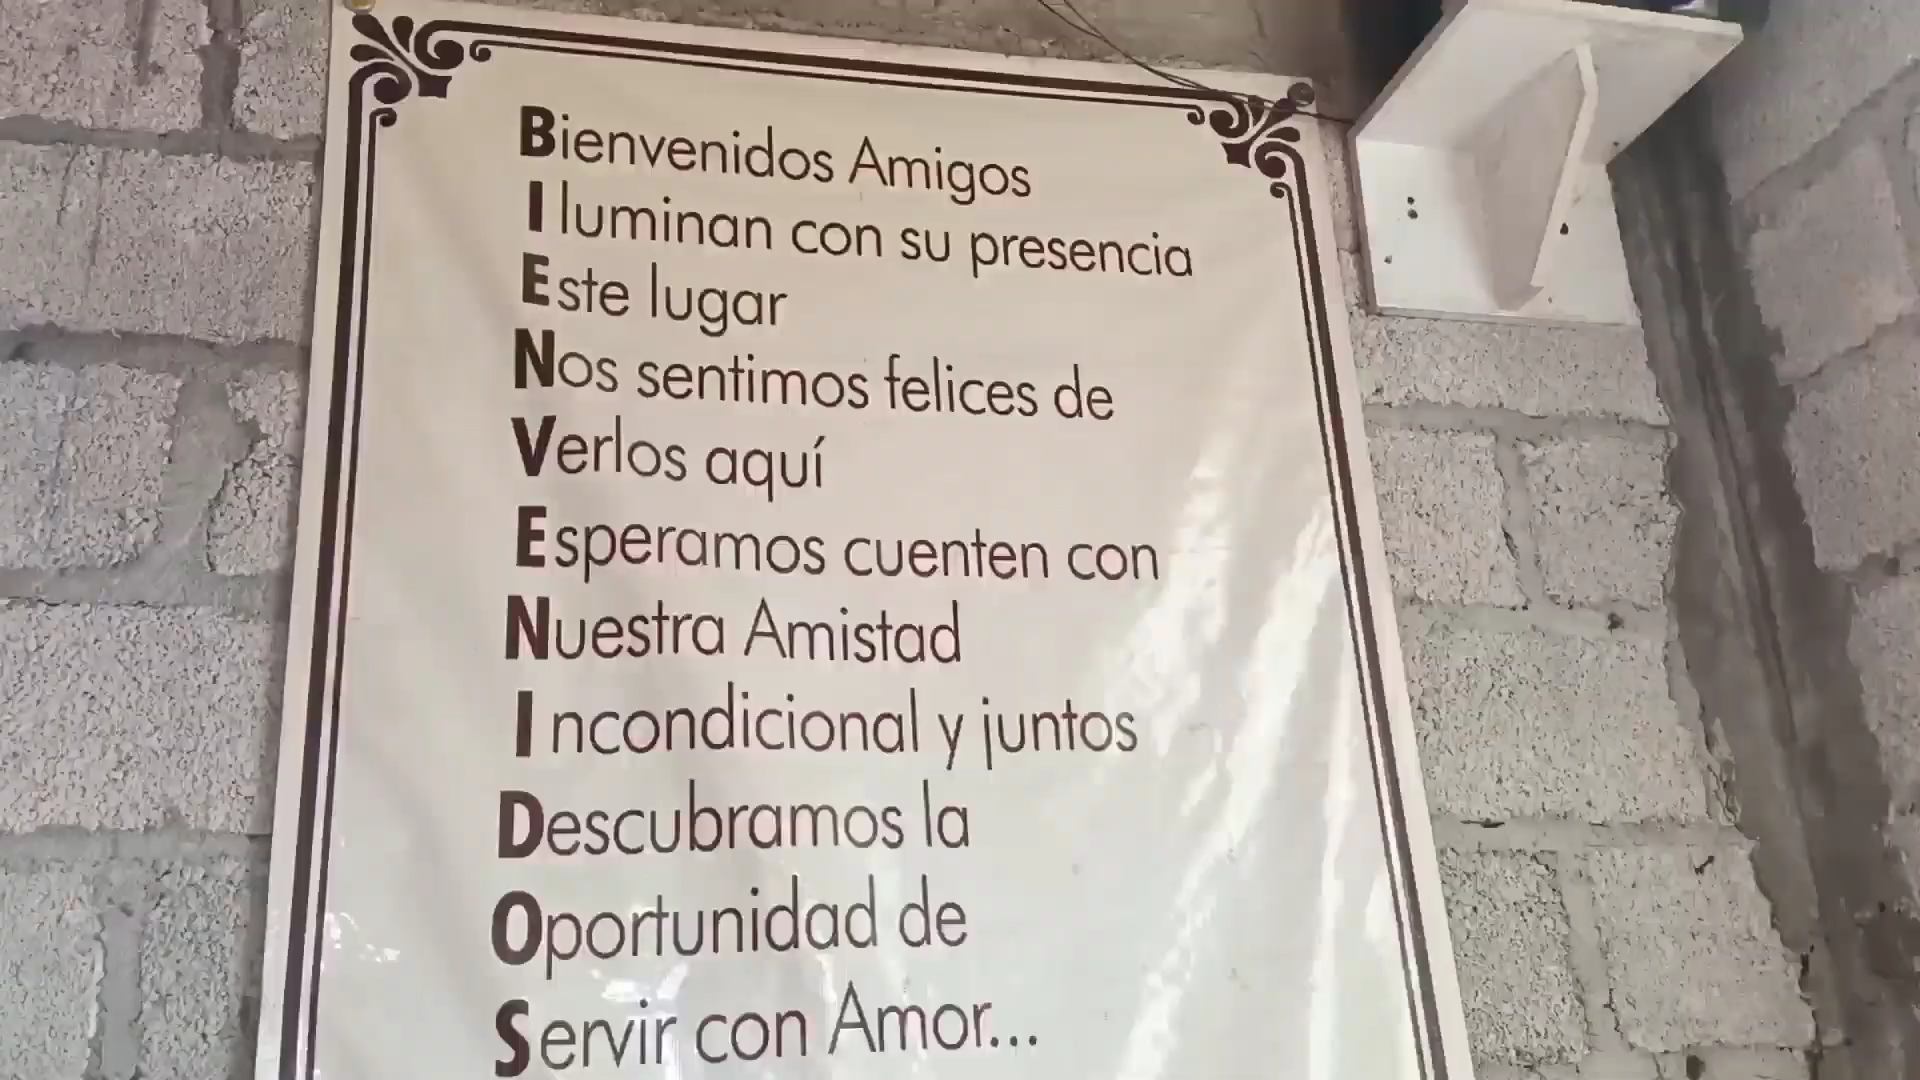 Bienvenidos Amigos
Iluminan con su presencia
Este lugar
Nos sentimos felices de
Verlos aquí
Esperamos cuenten con
Nuestra Amistad
Incondicional y juntos
Descubramos la
Oportunidad de
Servir con Amor...